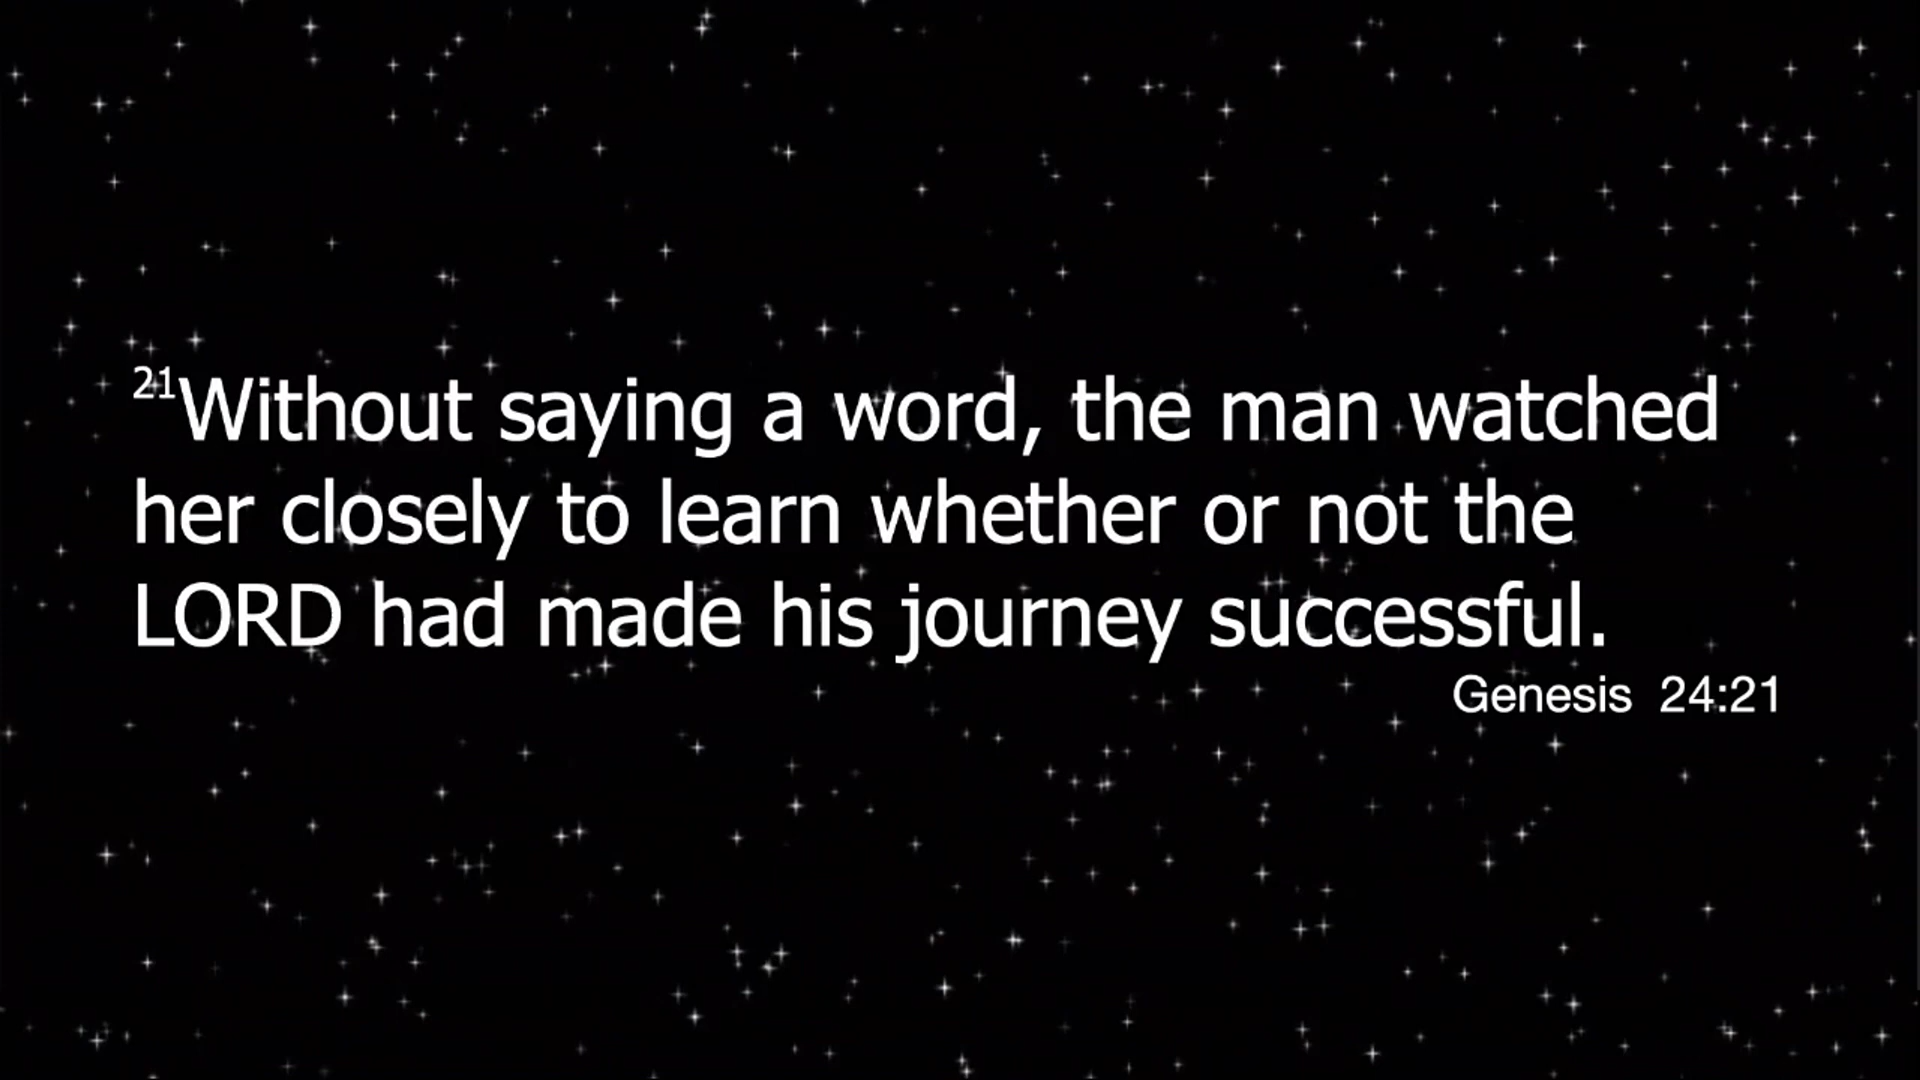 21Without saying a word, the man watched
her closely to learn whether or not the
LORD had made his journey successful.
Genesis 24:21